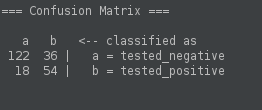 === Confusion Matrix ===
a b <-- classified as
122 36 | a = tested_negative
18 54 | b = tested_positive